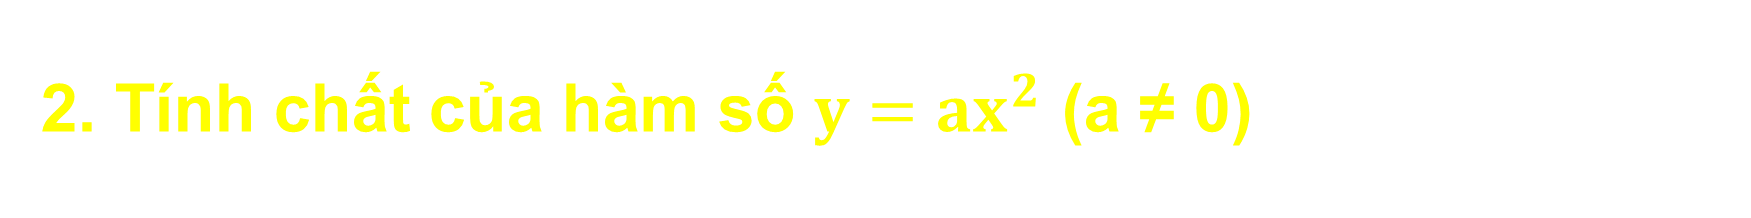 2. Tính chất của hàm số y = ax² (a ≠ 0)